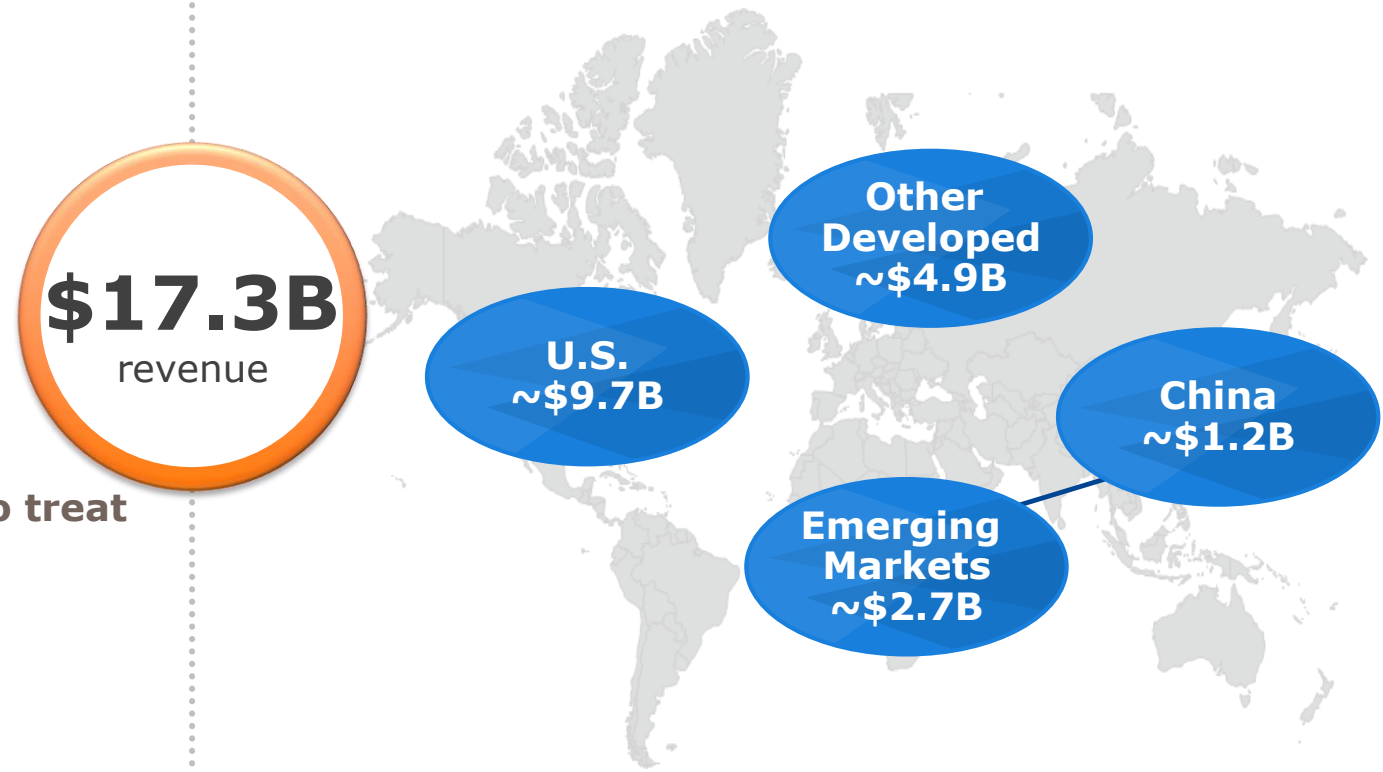 $17.3B
revenue
o treat
U.S.
~$9.7B
Other
Developed
~$4.9B
China
~$1.2B
Emerging
Markets
~$2.7B